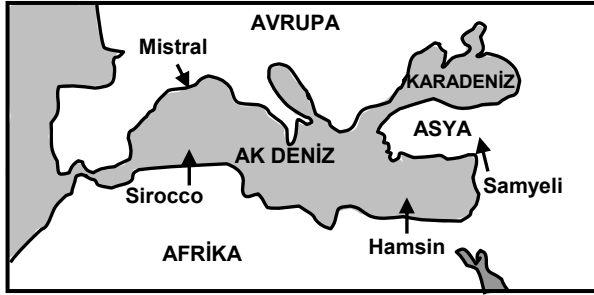 AVRUPA
Mistral
KARADENİZ
ASYA
AK DENİZ
Samyeli
Sirocco
Hamsin
AFRİKA